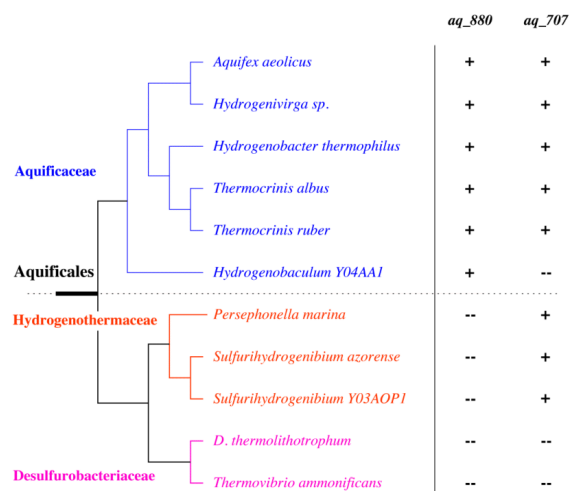 aq_880 aq_707
Aquifex aeolicus + +
Hydrogenivirga sp. + +
Hydrogenobacter thermophilus + +
Aquificaceae
Thermocrinis albus + +
Thermocrinis ruber + +
Aquificales
Hydrogenobaculum Y04AA1 + --
Hydrogenothermaceae
Persephonella marina -- +
Sulfurihydrogenibium azorense -- +
Sulfurihydrogenibium Y03AOP1 -- +
D. thermolithotrophum -- --
Desulfurobacteriaceae
Thermovibrio ammonificans -- --